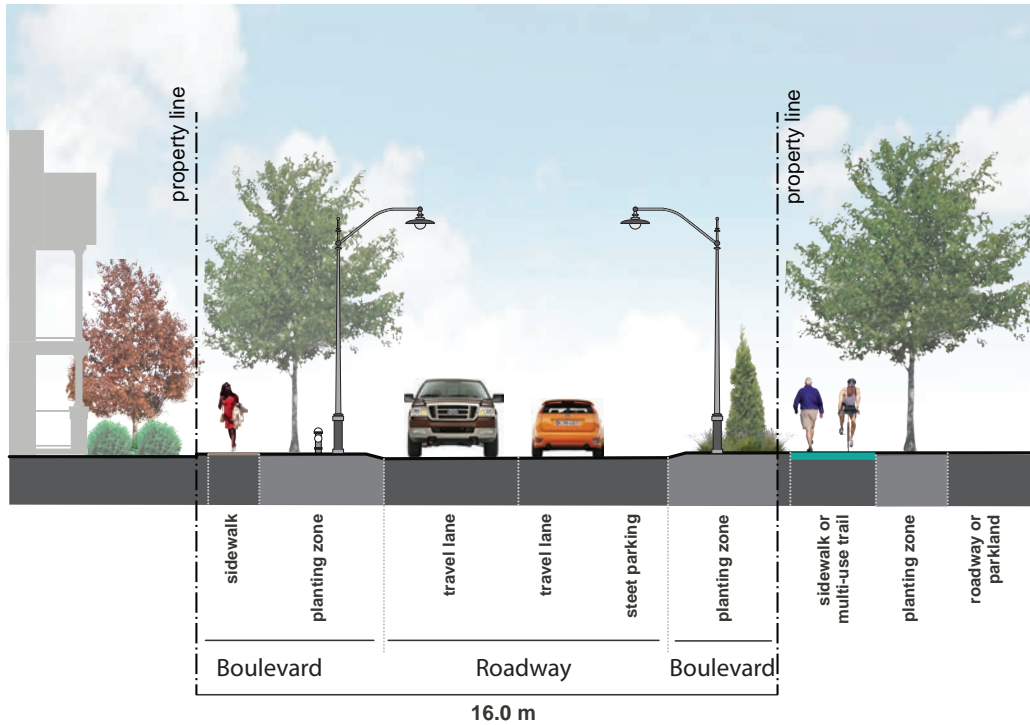 property line
property line
sidewalk
planting zone
travel lane
travel lane
steet parking
planting zone
sidewalk or
multi-use trail
planting zone
roadway or
parkland
Boulevard
Roadway
Boulevard
16.0 m